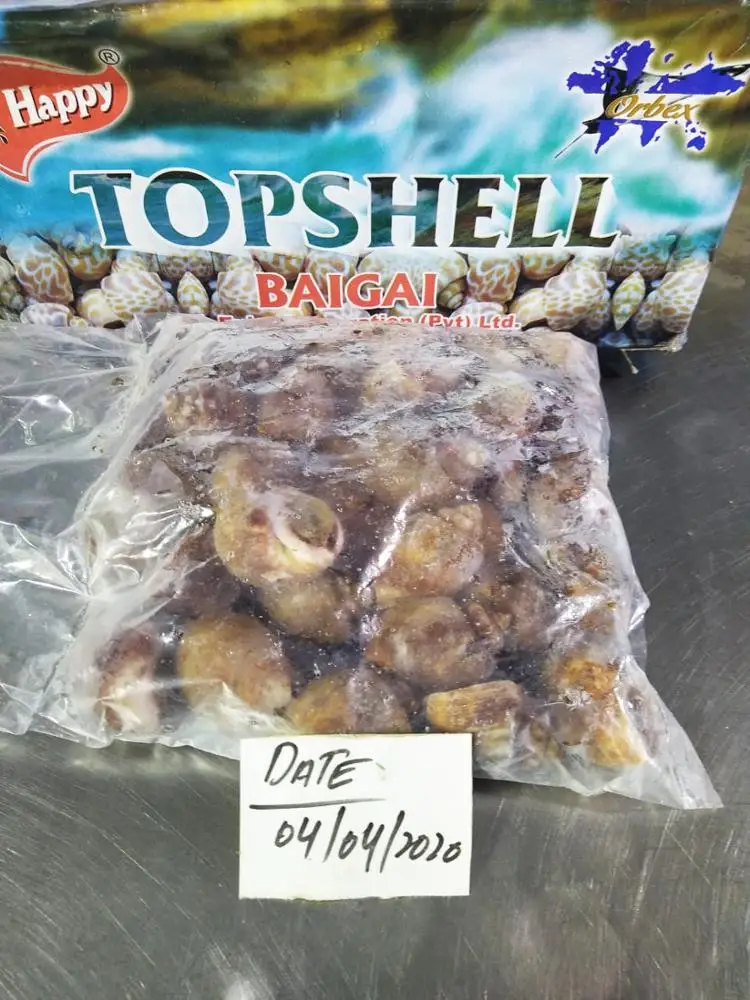 Happy ®
Orbex
TOPSHELL
BAIGAI
(Pvt) Ltd.
DATE
04/04/2020